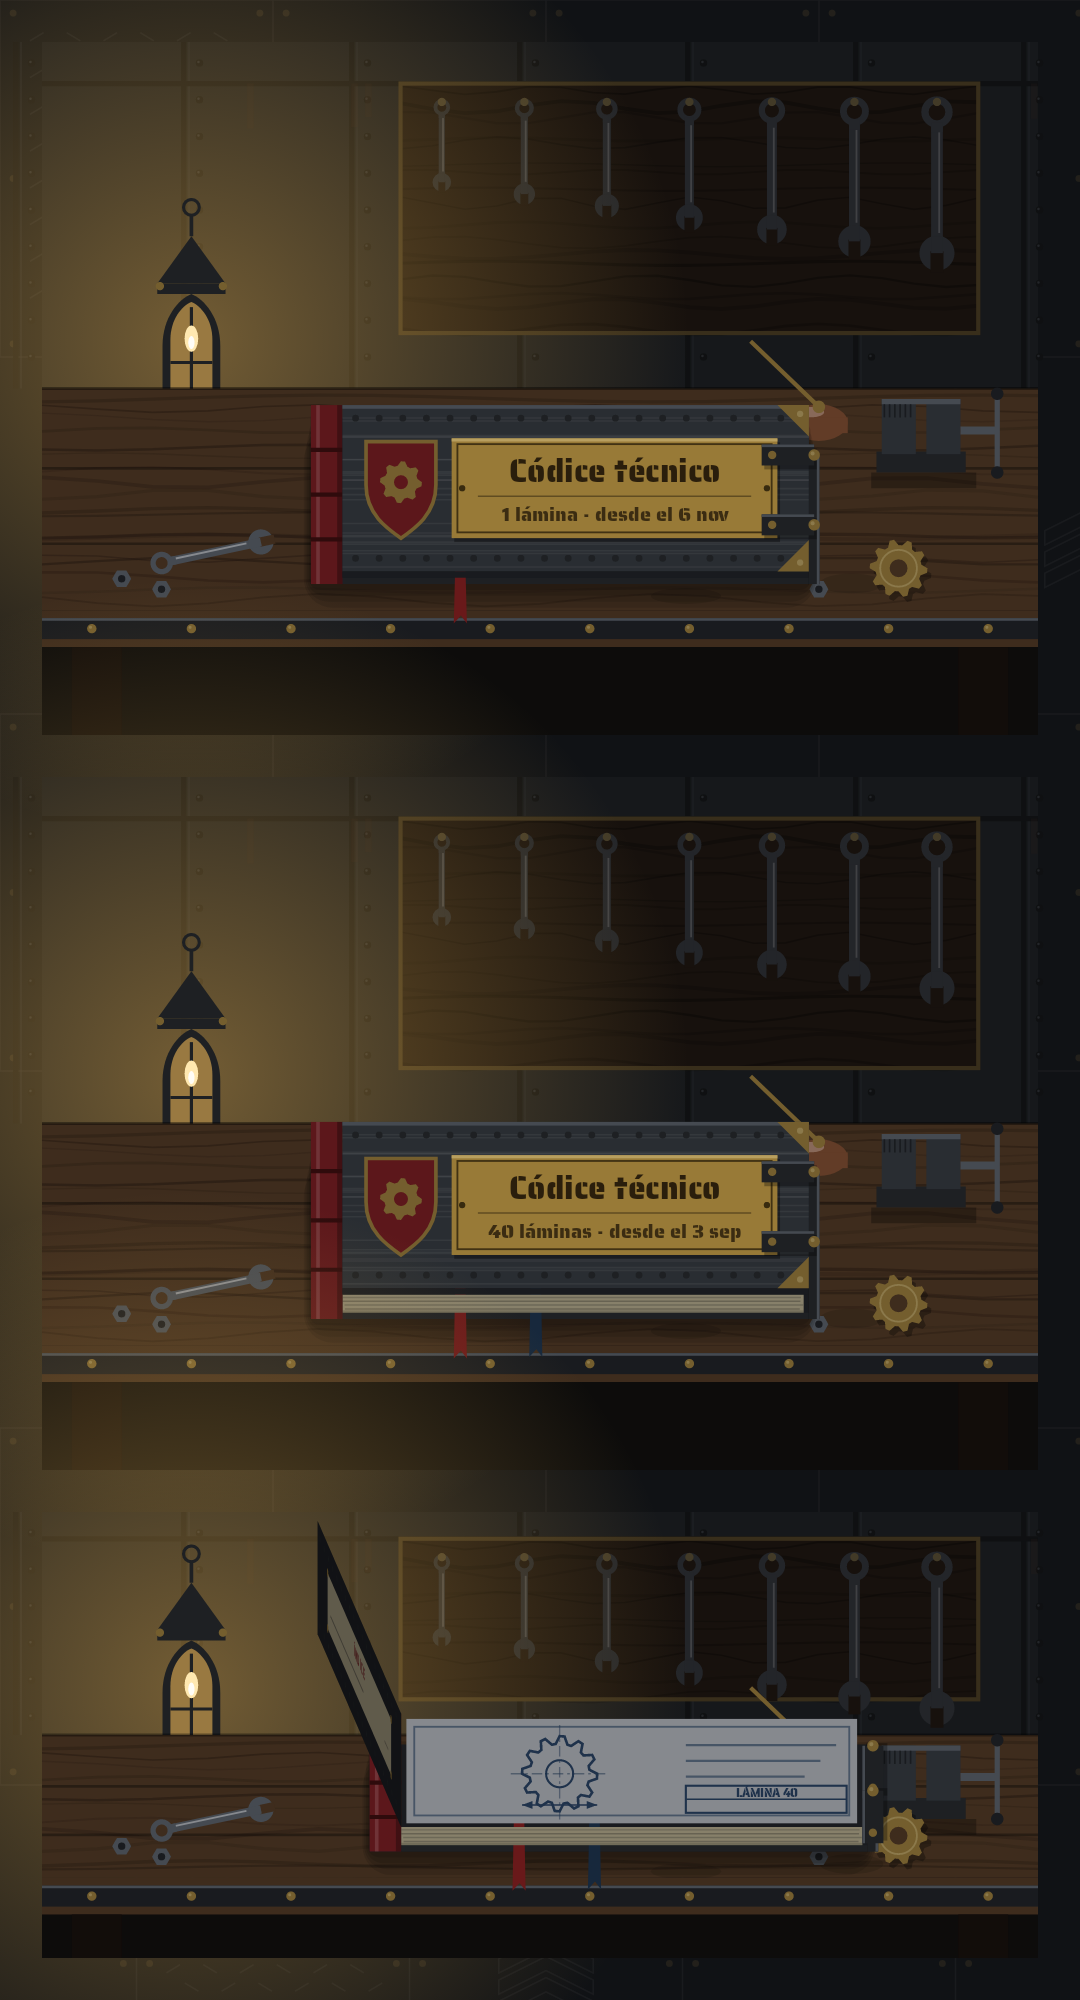 Códice técnico
1 lámina - desde el 6 nov
Códice técnico
40 láminas - desde el 3 sep
LÁMINA 40